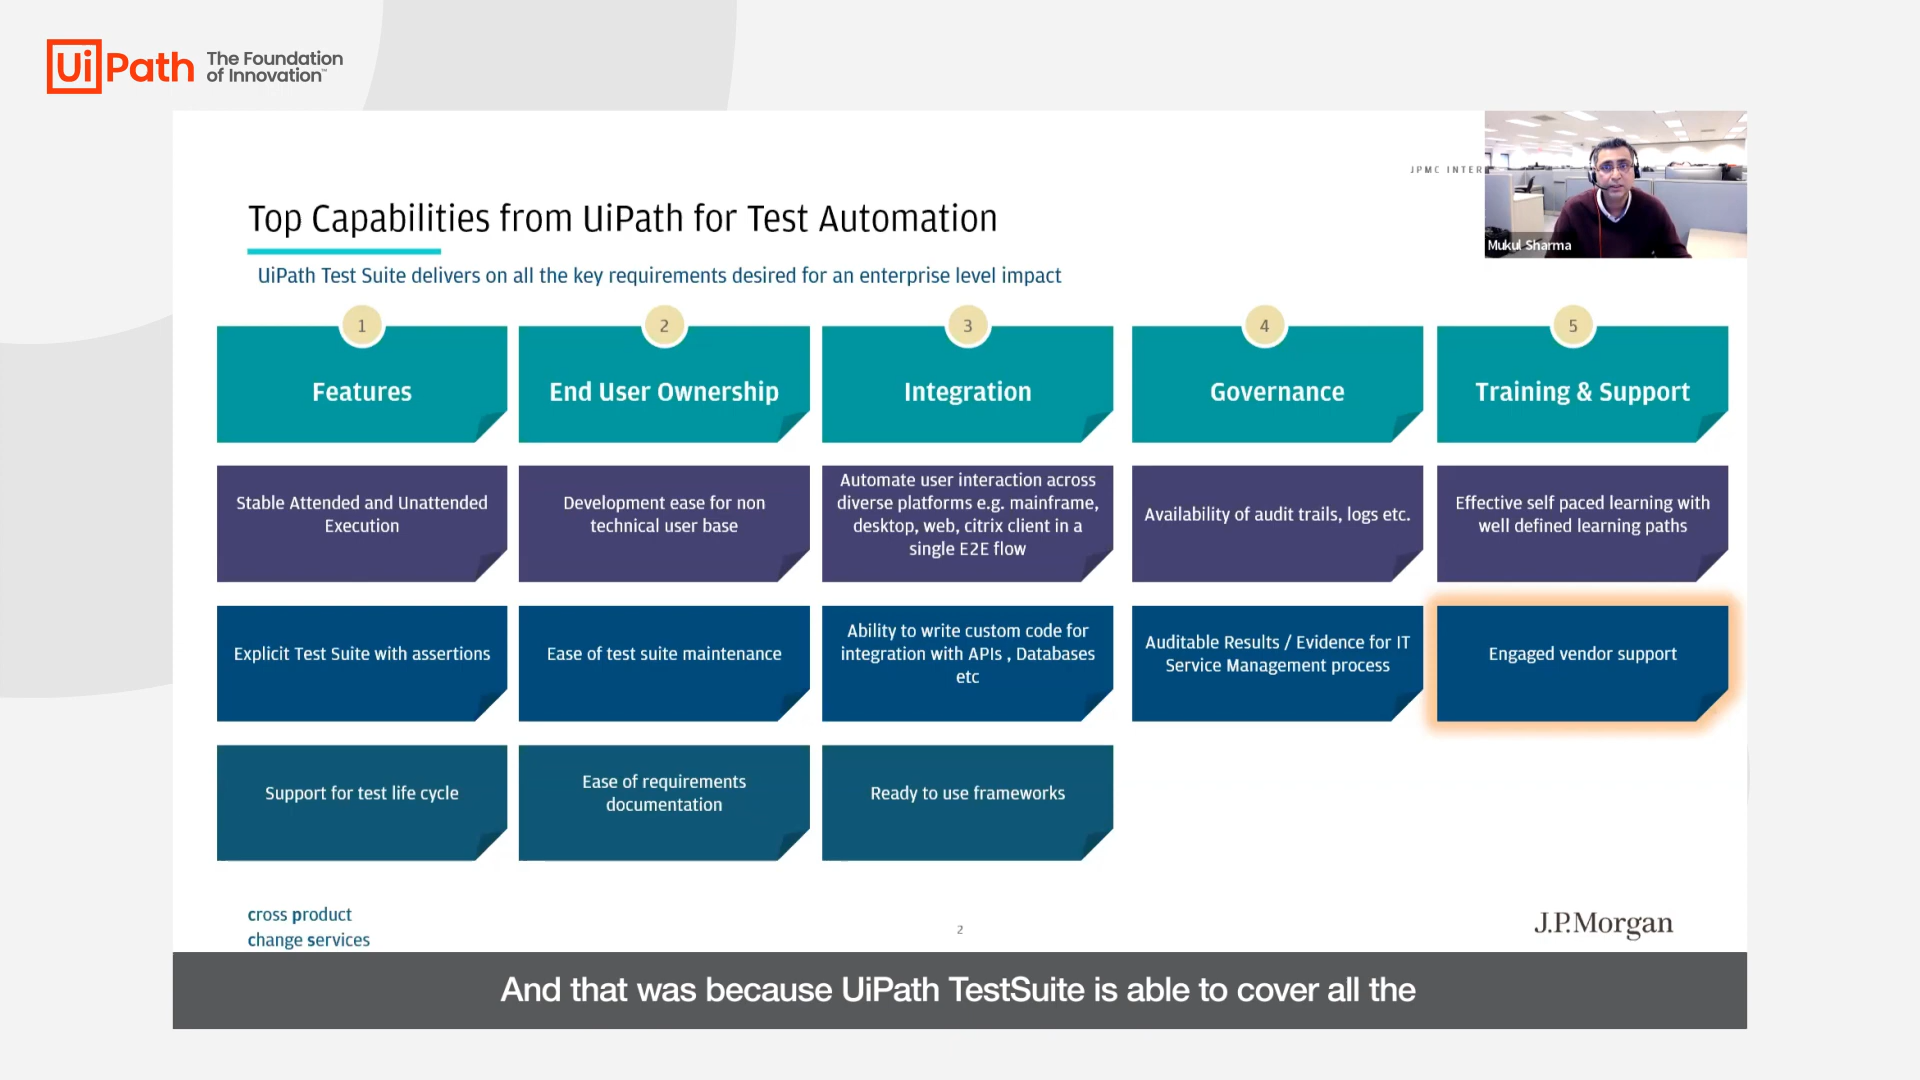 UiPath The Foundation
of Innovation™
JPMC INTER
Mukul Sharma
Top Capabilities from UiPath for Test Automation
UiPath Test Suite delivers on all the key requirements desired for an enterprise level impact
1
2
3
4
5
Features
End User Ownership
Integration
Governance
Training & Support
Stable Attended and Unattended
Execution
Development ease for non
technical user base
Automate user interaction across
diverse platforms e.g. mainframe,
desktop, web, citrix client in a
single E2E flow
Availability of audit trails, logs etc.
Effective self paced learning with
well defined learning paths
Explicit Test Suite with assertions
Ease of test suite maintenance
Ability to write custom code for
integration with APIs , Databases
etc
Auditable Results / Evidence for IT
Service Management process
Engaged vendor support
Support for test life cycle
Ease of requirements
documentation
Ready to use frameworks
cross product
change services
2
J.P.Morgan
And that was because UiPath TestSuite is able to cover all the